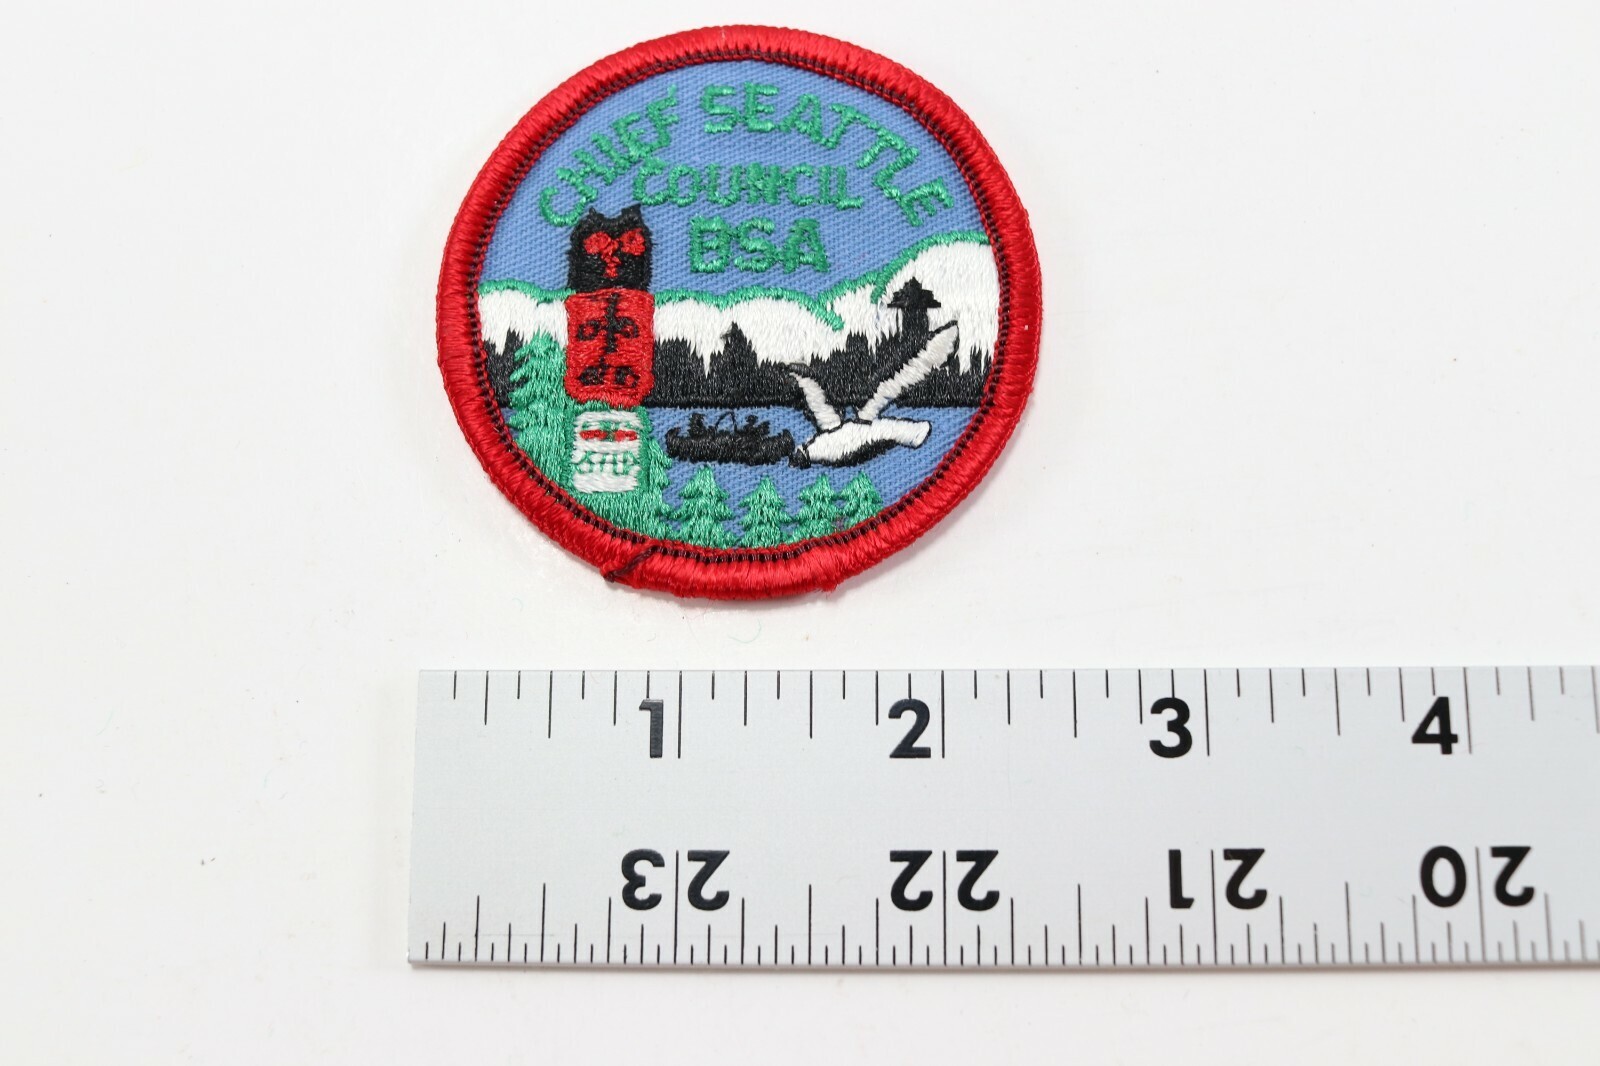 CHIEF SEATTLE
COUNCIL
BSA
1 2 3 4
23 22 21 20